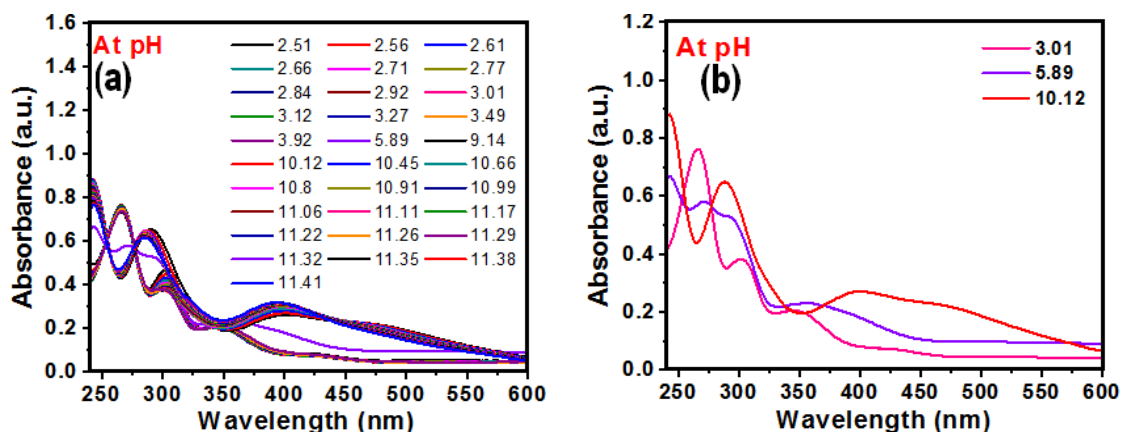 At pH
(a)
2.51 2.56 2.61
2.66 2.71 2.77
2.84 2.92 3.01
3.12 3.27 3.49
3.92 5.89 9.14
10.12 10.45 10.66
10.8 10.91 10.99
11.06 11.11 11.17
11.22 11.26 11.29
11.32 11.35 11.38
11.41
Absorbance (a.u.)
1.6
1.4
1.2
1.0
0.8
0.6
0.4
0.2
0.0
250 300 350 400 450 500 550 600
Wavelength (nm)
At pH
(b)
3.01
5.89
10.12
Absorbance (a.u.)
1.2
1.0
0.8
0.6
0.4
0.2
0.0
250 300 350 400 450 500 550 600
Wavelength (nm)